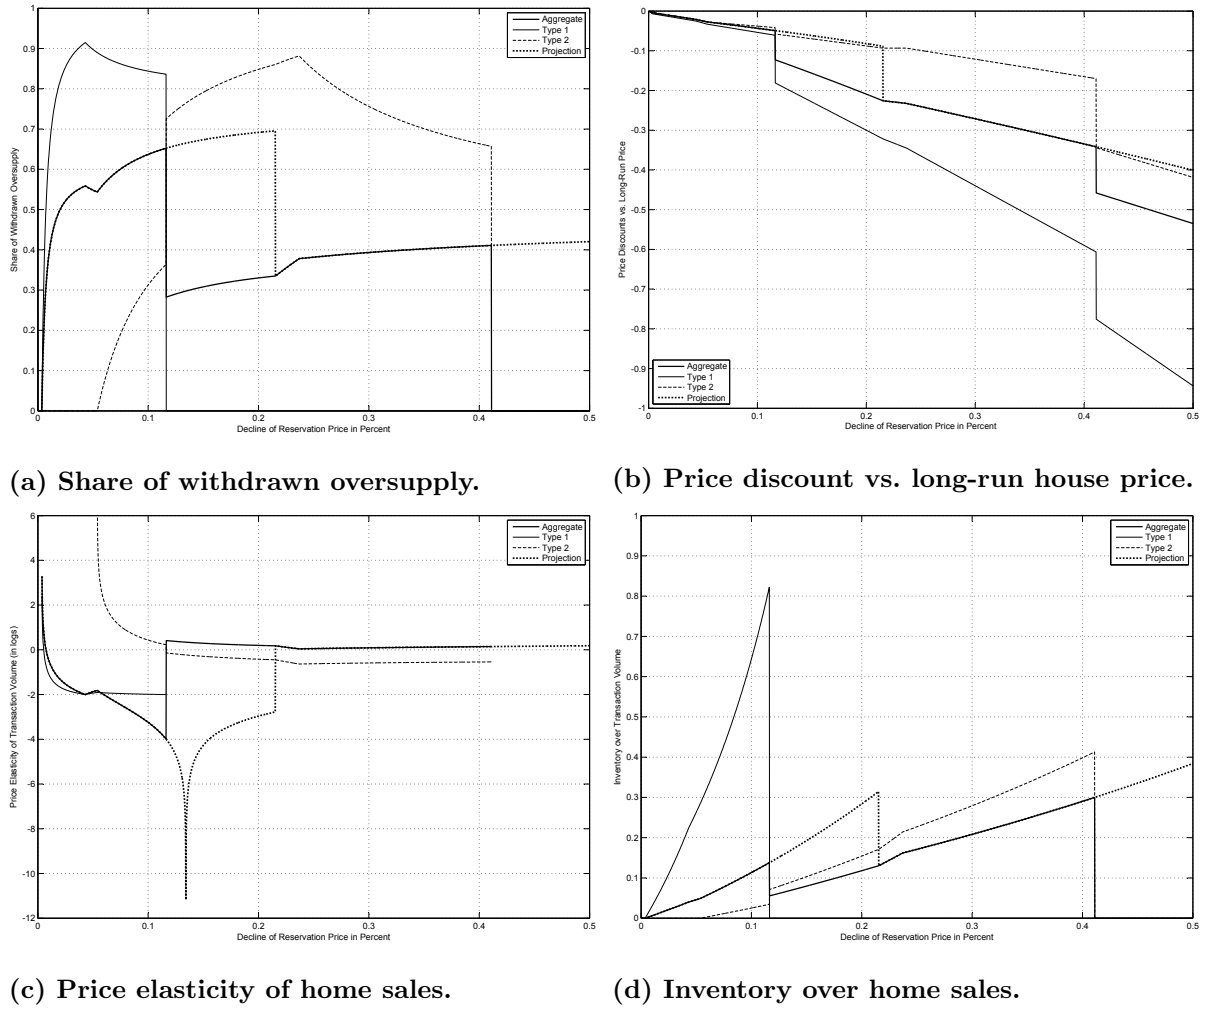 1
0.9
0.8
0.7
0.6
0.5
0.4
0.3
0.2
0.1
0
Share of Withdrawn Oversupply
0 0.1 0.2 0.3 0.4 0.5
Decline of Reservation Price in Percent
Aggregate
Type 1
Type 2
Projection
0
-0.1
-0.2
-0.3
-0.4
-0.5
-0.6
-0.7
-0.8
-0.9
-1
Price Discounts vs. Long-Run Price
0 0.1 0.2 0.3 0.4 0.5
Decline of Reservation Price in Percent
Aggregate
Type 1
Type 2
Projection
(a) Share of withdrawn oversupply.
(b) Price discount vs. long-run house price.
6
4
2
0
-2
-4
-6
-8
-10
-12
Price Elasticity of Transaction Volume (in logs)
0 0.1 0.2 0.3 0.4 0.5
Decline of Reservation Price in Percent
Aggregate
Type 1
Type 2
Projection
1
0.9
0.8
0.7
0.6
0.5
0.4
0.3
0.2
0.1
0
Inventory over Transaction Volume
0 0.1 0.2 0.3 0.4 0.5
Decline of Reservation Price in Percent
Aggregate
Type 1
Type 2
Projection
(c) Price elasticity of home sales.
(d) Inventory over home sales.